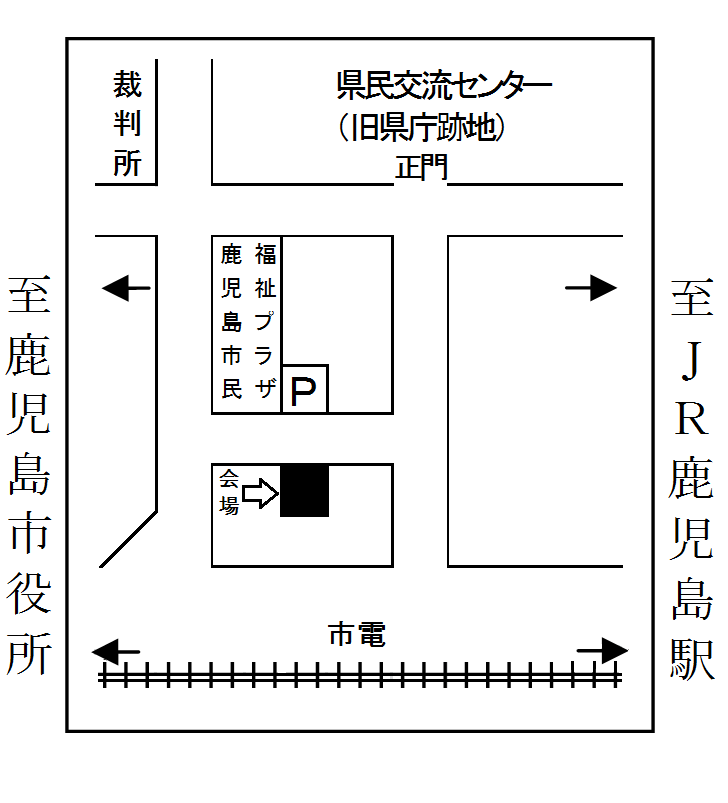 裁判所
県民交流センター
（旧県庁跡地）
正門
福祉プラザ
鹿児島市民
P
会場
市電
至鹿児島市役所
至ＪＲ鹿児島駅